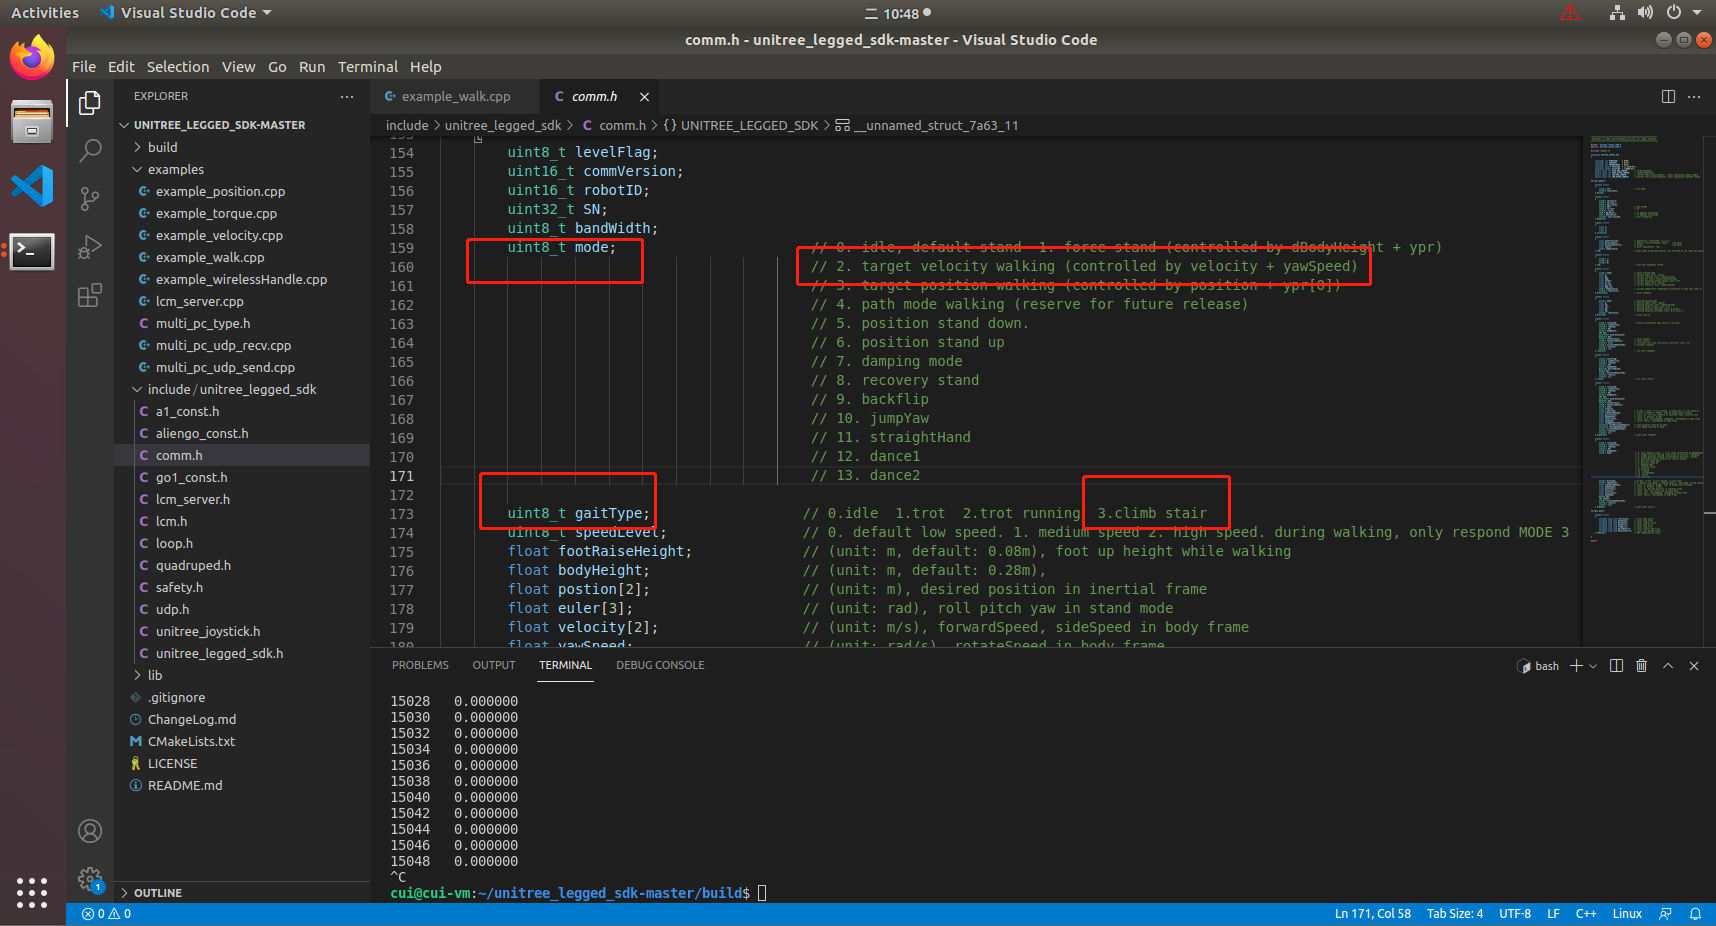 Activities Visual Studio Code 二 10:48
comm.h - unitree_legged_sdk-master - Visual Studio Code
File Edit Selection View Go Run Terminal Help
EXPLORER
UNITREE_LEGGED_SDK-MASTER
build
examples
example_position.cpp
example_torque.cpp
example_velocity.cpp
example_walk.cpp
example_wirelessHandle.cpp
lcm_server.cpp
multi_pc_type.h
multi_pc_udp_recv.cpp
multi_pc_udp_send.cpp
include/unitree_legged_sdk
a1_const.h
aliengo_const.h
comm.h
go1_const.h
lcm_server.h
lcm.h
loop.h
quadruped.h
safety.h
udp.h
unitree_joystick.h
unitree_legged_sdk.h
lib
.gitignore
ChangeLog.md
CMakeLists.txt
LICENSE
README.md
OUTLINE
example_walk.cpp comm.h
include > unitree_legged_sdk > comm.h > {} UNITREE_LEGGED_SDK > __unnamed_struct_7a63_11
153 {
154 uint8_t levelFlag;
155 uint16_t commVersion;
156 uint16_t robotID;
157 uint32_t SN;
158 uint8_t bandWidth;
159 uint8_t mode; // 0. idle, default stand 1. force stand (controlled by dBodyHeight + ypr)
160 // 2. target velocity walking (controlled by velocity + yawSpeed)
161 // 3. target position walking (controlled by position + ypr[0])
162 // 4. path mode walking (reserve for future release)
163 // 5. position stand down.
164 // 6. position stand up
165 // 7. damping mode
166 // 8. recovery stand
167 // 9. backflip
168 // 10. jumpYaw
169 // 11. straightHand
170 // 12. dance1
171 // 13. dance2
172
173 uint8_t gaitType; // 0.idle 1.trot 2.trot running 3.climb stair
174 uint8_t speedLevel; // 0. default low speed. 1. medium speed 2. high speed. during walking, only respond MODE 3
175 float footRaiseHeight; // (unit: m, default: 0.08m), foot up height while walking
176 float bodyHeight; // (unit: m, default: 0.28m),
177 float postion[2]; // (unit: m), desired position in inertial frame
178 float euler[3]; // (unit: rad), roll pitch yaw in stand mode
179 float velocity[2]; // (unit: m/s), forwardSpeed, sideSpeed in body frame
180 float yawSpeed; // (unit: rad/s), rotateSpeed in body frame
PROBLEMS OUTPUT TERMINAL DEBUG CONSOLE bash
15028 0.000000
15030 0.000000
15032 0.000000
15034 0.000000
15036 0.000000
15038 0.000000
15040 0.000000
15042 0.000000
15044 0.000000
15046 0.000000
15048 0.000000
^C
cui@cui-vm:~/unitree_legged_sdk-master/build$
1
0 0 Ln 171, Col 58 Tab Size: 4 UTF-8 LF C++ Linux